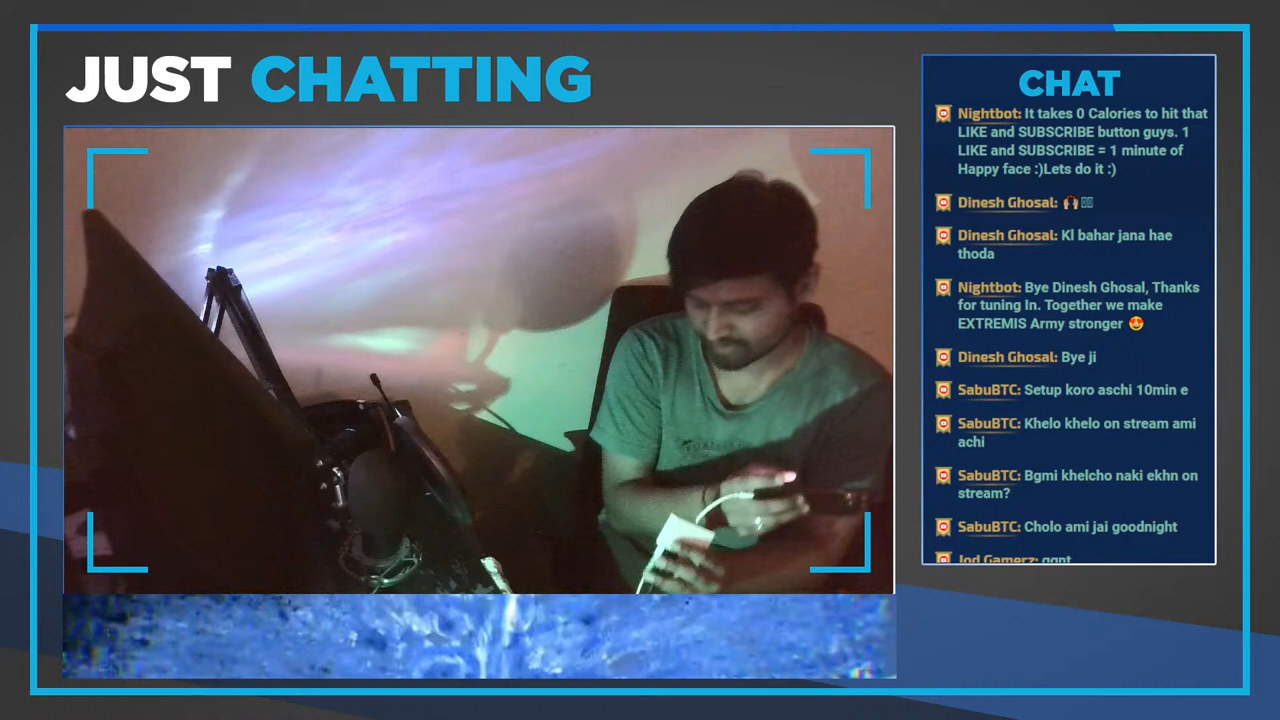 JUST CHATTING
CHAT
Nightbot: It takes 0 Calories to hit that
LIKE and SUBSCRIBE button guys. 1
LIKE and SUBSCRIBE = 1 minute of
Happy face :)Lets do it :)
Dinesh Ghosal: 🙌
Dinesh Ghosal: Kl bahar jana hae
thoda
Nightbot: Bye Dinesh Ghosal, Thanks
for tuning In. Together we make
EXTREMIS Army stronger 😍
Dinesh Ghosal: Bye ji
SabuBTC: Setup koro aschi 10min e
SabuBTC: Khelo khelo on stream ami
achi
SabuBTC: Bgmi khelcho naki ekhn on
stream?
SabuBTC: Cholo ami jai goodnight
Jod Gamerz: ggnt